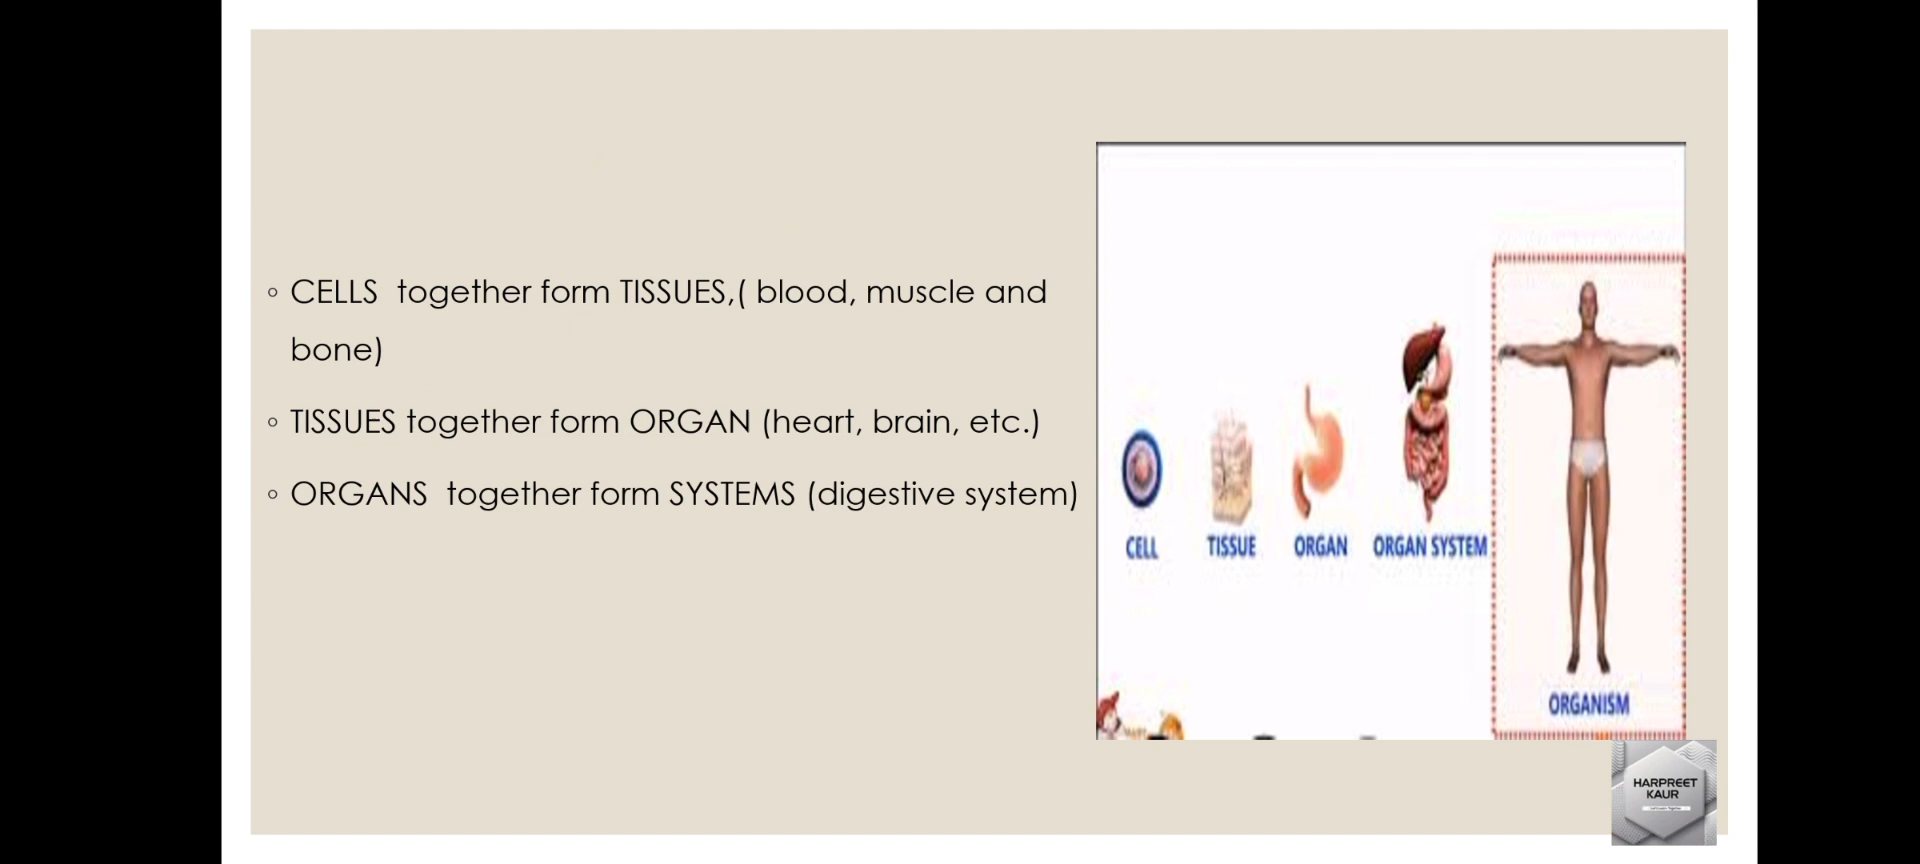 ◦ CELLS together form TISSUES,( blood, muscle and
bone)
◦ TISSUES together form ORGAN (heart, brain, etc.)
◦ ORGANS together form SYSTEMS (digestive system)
CELL
TISSUE
ORGAN
ORGAN SYSTEM
ORGANISM
HARPREET
KAUR